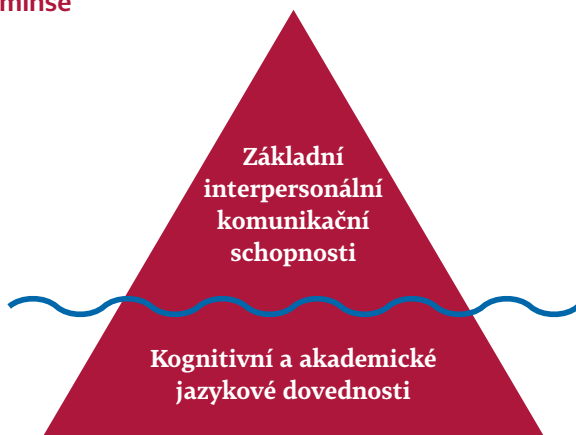 Základní
interpersonální
komunikační
schopnosti
Kognitivní a akademické
jazykové dovednosti